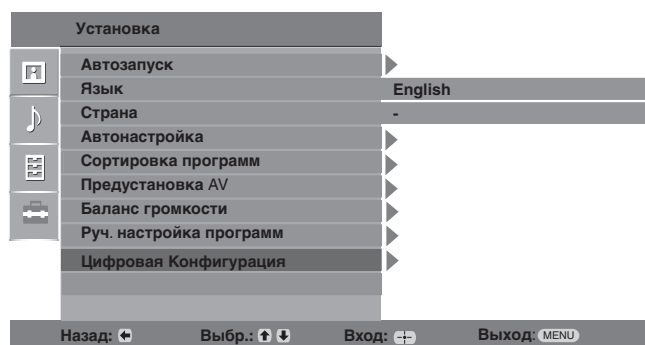 Установка
Автозапуск
Язык English
Страна -
Автонастройка
Сортировка программ
Предустановка AV
Баланс громкости
Руч. настройка программ
Цифровая Конфигурация
Назад: Выбр.: Вход: Выход: MENU